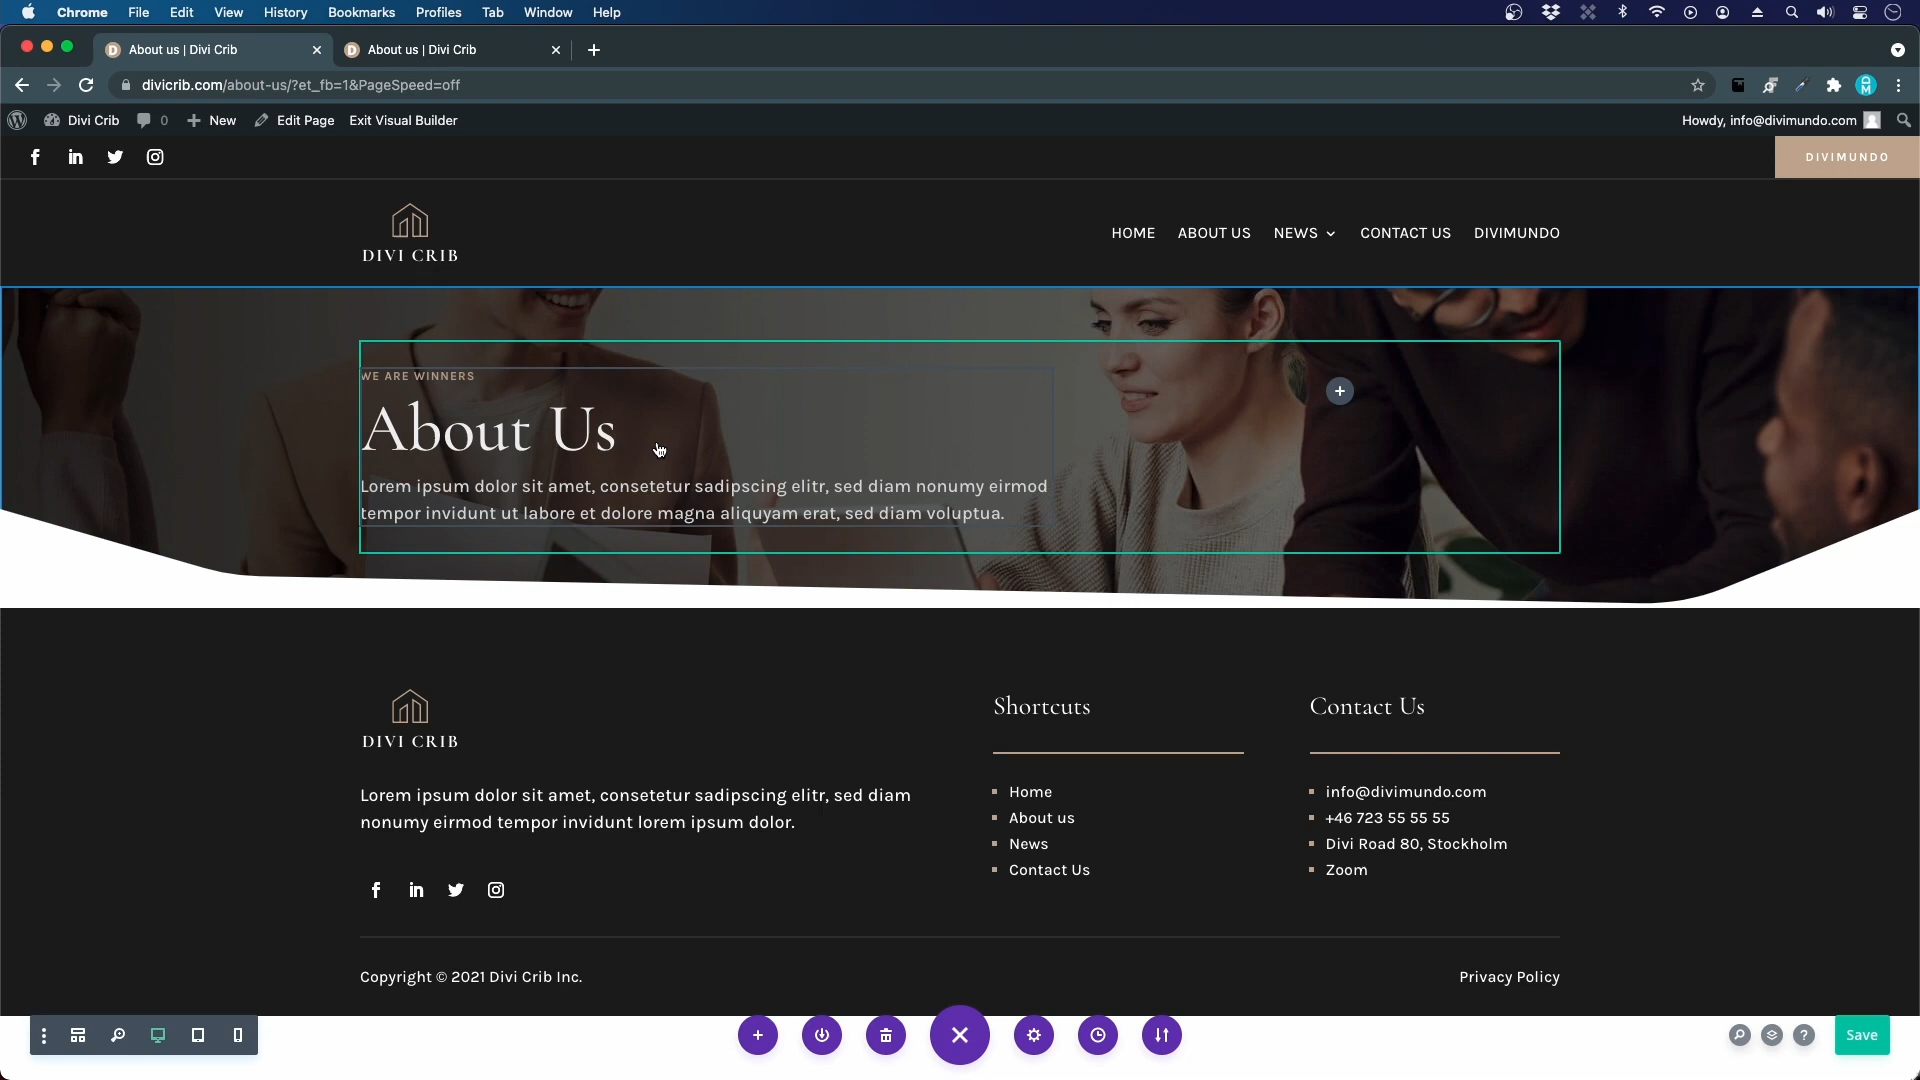 Chrome File Edit View History Bookmarks Profiles Tab Window Help
About us | Divi Crib
About us | Divi Crib
divicrib.com/about-us/?et_fb=1&PageSpeed=off
Divi Crib 0 New Edit Page Exit Visual Builder Howdy, info@divimundo.com
DIVIMUNDO
DIVI CRIB
HOME ABOUT US NEWS CONTACT US DIVIMUNDO
WE ARE WINNERS
About Us
Lorem ipsum dolor sit amet, consetetur sadipscing elitr, sed diam nonumy eirmod
tempor invidunt ut labore et dolore magna aliquyam erat, sed diam voluptua.
DIVI CRIB
Lorem ipsum dolor sit amet, consetetur sadipscing elitr, sed diam
nonumy eirmod tempor invidunt lorem ipsum dolor.
Shortcuts
Home
About us
News
Contact Us
Contact Us
info@divimundo.com
+46 723 55 55 55
Divi Road 80, Stockholm
Zoom
Copyright © 2021 Divi Crib Inc.
Privacy Policy
Save